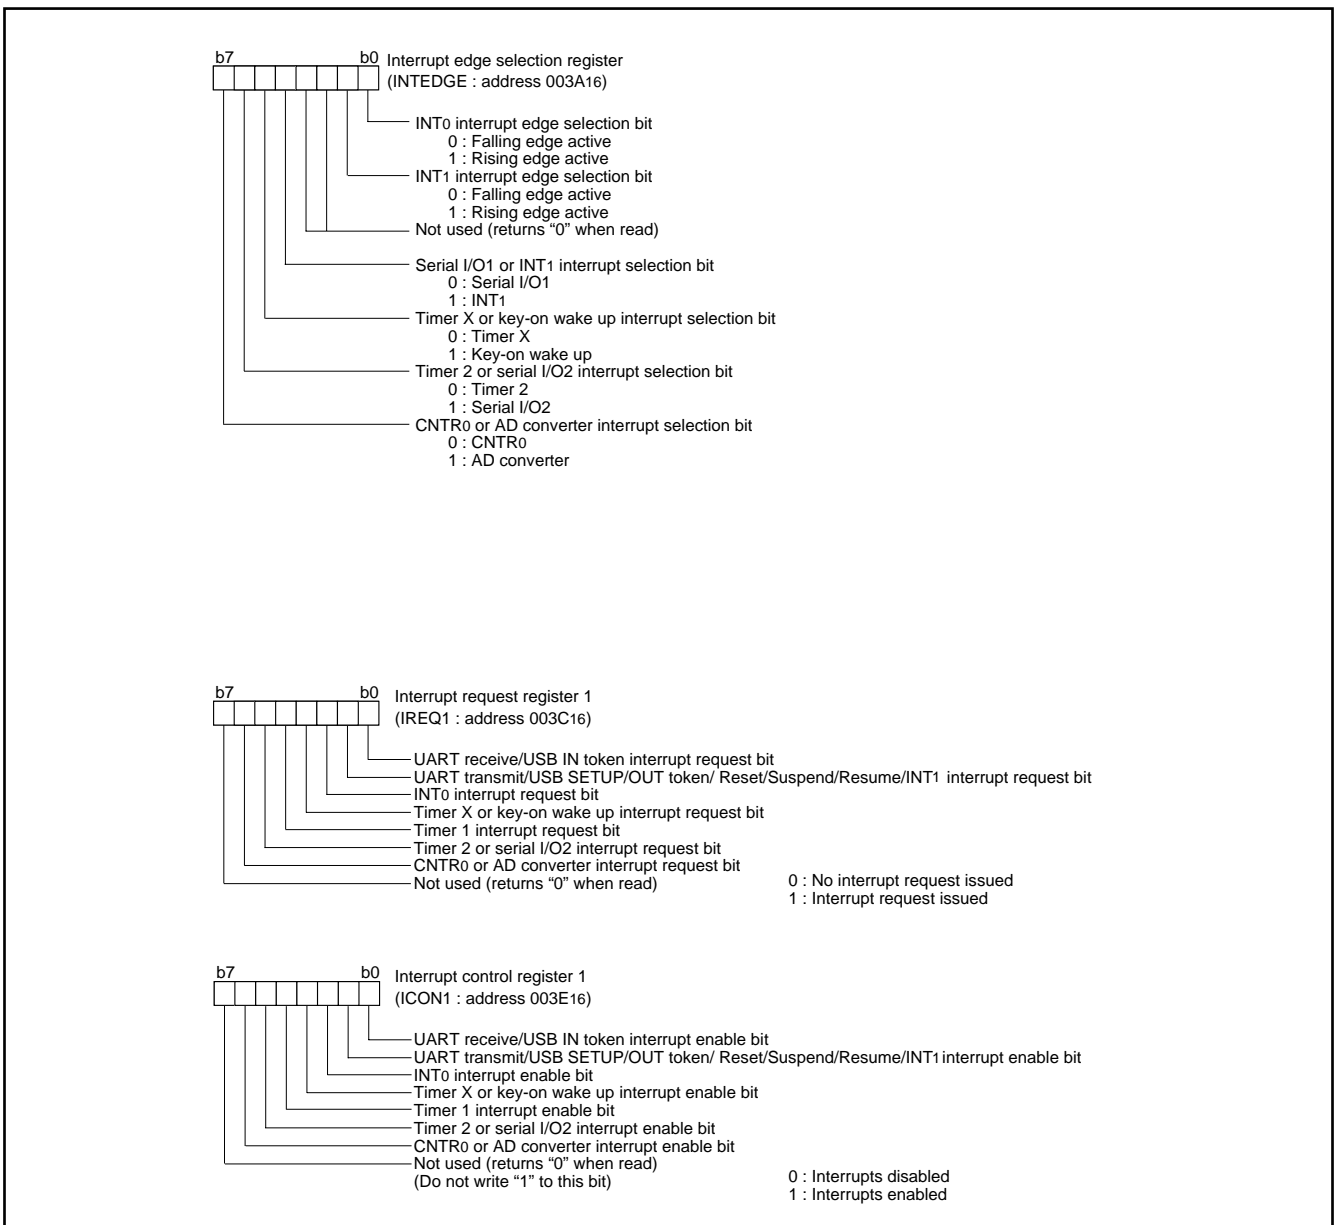 b7 b0 Interrupt edge selection register
(INTEDGE : address 003A16)
INT0 interrupt edge selection bit
0 : Falling edge active
1 : Rising edge active
INT1 interrupt edge selection bit
0 : Falling edge active
1 : Rising edge active
Not used (returns “0” when read)
Serial I/O1 or INT1 interrupt selection bit
0 : Serial I/O1
1 : INT1
Timer X or key-on wake up interrupt selection bit
0 : Timer X
1 : Key-on wake up
Timer 2 or serial I/O2 interrupt selection bit
0 : Timer 2
1 : Serial I/O2
CNTR0 or AD converter interrupt selection bit
0 : CNTR0
1 : AD converter
b7 b0 Interrupt request register 1
(IREQ1 : address 003C16)
UART receive/USB IN token interrupt request bit
UART transmit/USB SETUP/OUT token/ Reset/Suspend/Resume/INT1 interrupt request bit
INT0 interrupt request bit
Timer X or key-on wake up interrupt request bit
Timer 1 interrupt request bit
Timer 2 or serial I/O2 interrupt request bit
CNTR0 or AD converter interrupt request bit
Not used (returns “0” when read)
0 : No interrupt request issued
1 : Interrupt request issued
b7 b0 Interrupt control register 1
(ICON1 : address 003E16)
UART receive/USB IN token interrupt enable bit
UART transmit/USB SETUP/OUT token/ Reset/Suspend/Resume/INT1 interrupt enable bit
INT0 interrupt enable bit
Timer X or key-on wake up interrupt enable bit
Timer 1 interrupt enable bit
Timer 2 or serial I/O2 interrupt enable bit
CNTR0 or AD converter interrupt enable bit
Not used (returns “0” when read)
(Do not write “1” to this bit)
0 : Interrupts disabled
1 : Interrupts enabled